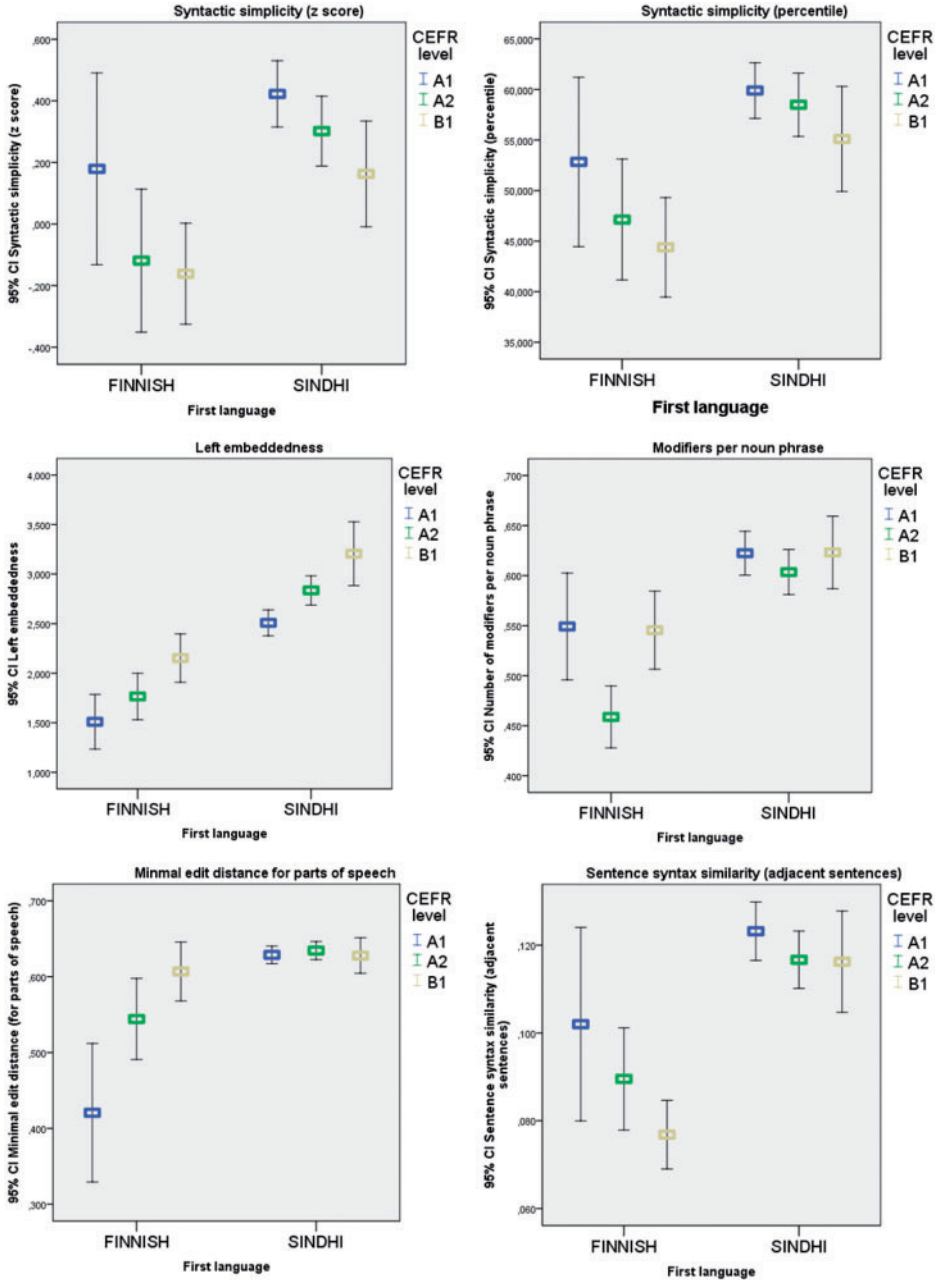 Syntactic simplicity (z score)
95% CI Syntactic simplicity (z score)
,600
,400
,200
,000
-,200
-,400
FINNISH
SINDHI
First language
CEFR
level
A1
A2
B1
Syntactic simplicity (percentile)
95% CI Syntactic simplicity (percentile)
65,000
60,000
55,000
50,000
45,000
40,000
35,000
FINNISH
SINDHI
First language
CEFR
level
A1
A2
B1
Left embeddedness
95% CI Left embeddedness
4,000
3,500
3,000
2,500
2,000
1,500
1,000
FINNISH
SINDHI
First language
CEFR
level
A1
A2
B1
Modifiers per noun phrase
95% CI Number of modifiers per noun phrase
,700
,650
,600
,550
,500
,450
,400
FINNISH
SINDHI
First language
CEFR
level
A1
A2
B1
Minmal edit distance for parts of speech
95% CI Minimal edit distance (for parts of speech)
,700
,600
,500
,400
,300
FINNISH
SINDHI
First language
CEFR
level
A1
A2
B1
Sentence syntax similarity (adjacent sentences)
95% CI Sentence syntax similarity (adjacent
sentences)
,120
,100
,080
,060
FINNISH
SINDHI
First language
CEFR
level
A1
A2
B1